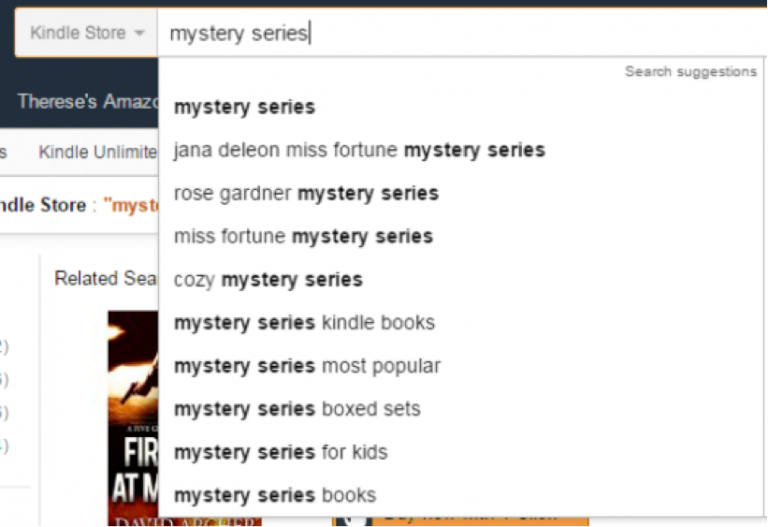 Kindle Store
mystery series
Search suggestions
Therese's Amazo
mystery series
jana deleon miss fortune mystery series
s Kindle Unlimite
rose gardner mystery series
ndle Store : "myste
miss fortune mystery series
Related Sea
cozy mystery series
mystery series kindle books
mystery series most popular
mystery series boxed sets
mystery series for kids
mystery series books
FIR
AT M
DAVID ARCHER